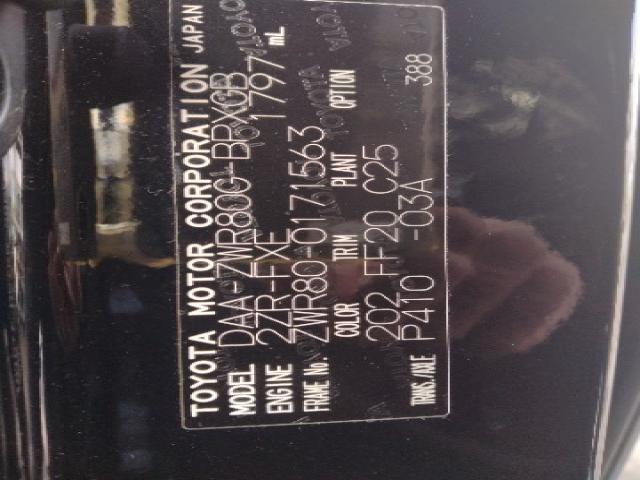 TOYOTA MOTOR CORPORATION JAPAN
MODEL DAA-ZWR80G-BPXGB
ENGINE 2ZR-FXE 1797 mL
FRAME No. ZWR80-0171563
COLOR TRIM PLANT OPTION
202 FF20 C25 388
TRANS./AXLE P410 -03A